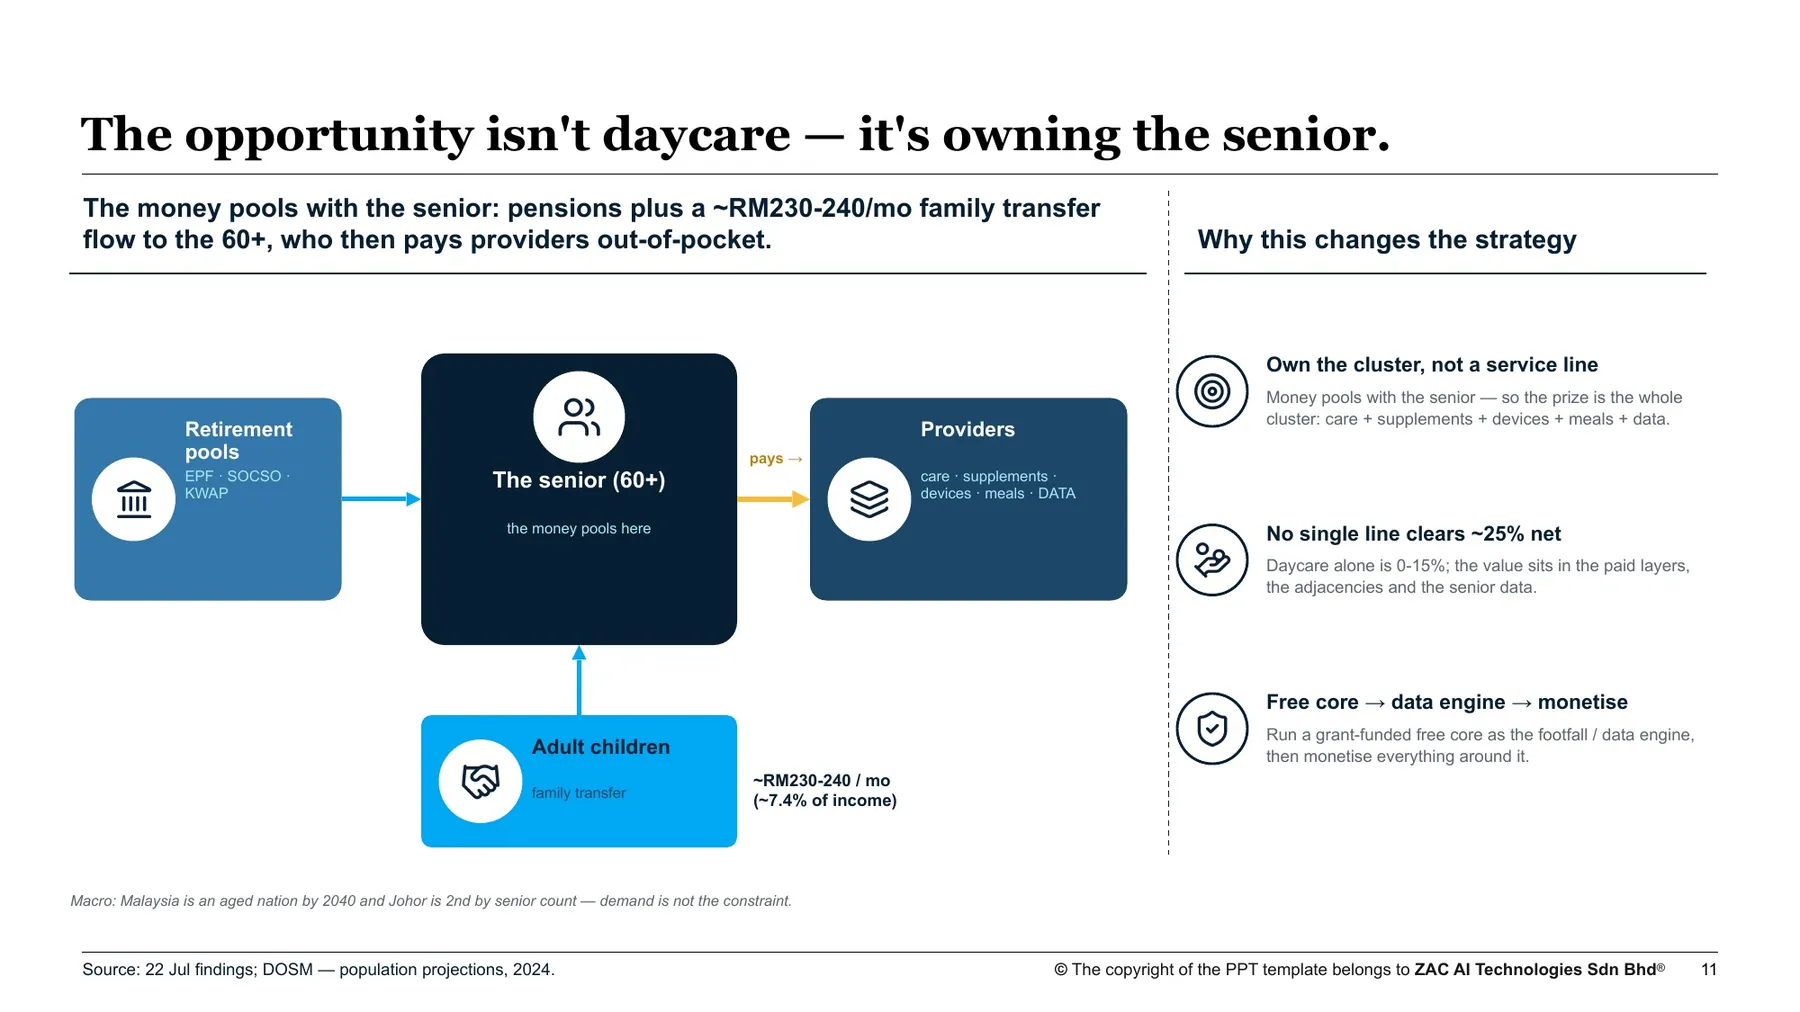 The opportunity isn't daycare — it's owning the senior.
The money pools with the senior: pensions plus a ~RM230-240/mo family transfer
flow to the 60+, who then pays providers out-of-pocket.
Retirement
pools
EPF · SOCSO ·
KWAP
The senior (60+)
the money pools here
pays →
Providers
care · supplements ·
devices · meals · DATA
Adult children
family transfer
~RM230-240 / mo
(~7.4% of income)
Why this changes the strategy
Own the cluster, not a service line
Money pools with the senior — so the prize is the whole
cluster: care + supplements + devices + meals + data.
No single line clears ~25% net
Daycare alone is 0-15%; the value sits in the paid layers,
the adjacencies and the senior data.
Free core → data engine → monetise
Run a grant-funded free core as the footfall / data engine,
then monetise everything around it.
Macro: Malaysia is an aged nation by 2040 and Johor is 2nd by senior count — demand is not the constraint.
Source: 22 Jul findings; DOSM — population projections, 2024.
© The copyright of the PPT template belongs to ZAC AI Technologies Sdn Bhd®
11